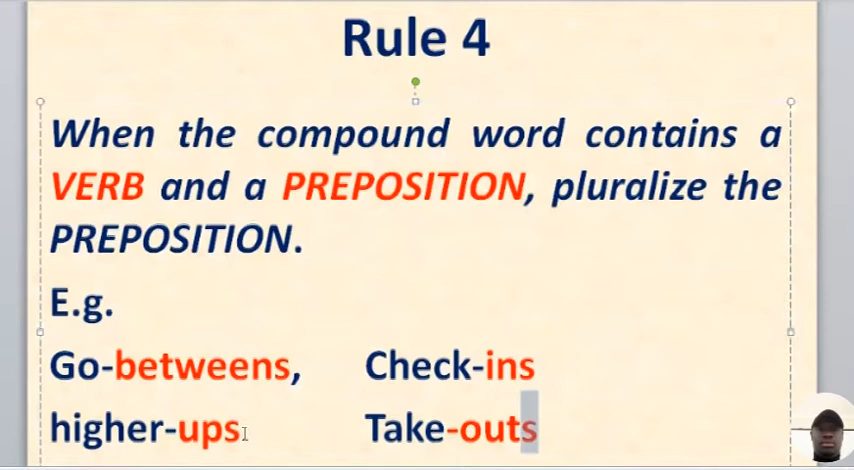 Rule 4
When the compound word contains a
VERB and a PREPOSITION, pluralize the
PREPOSITION.
E.g.
Go-betweens, Check-ins
higher-ups Take-outs